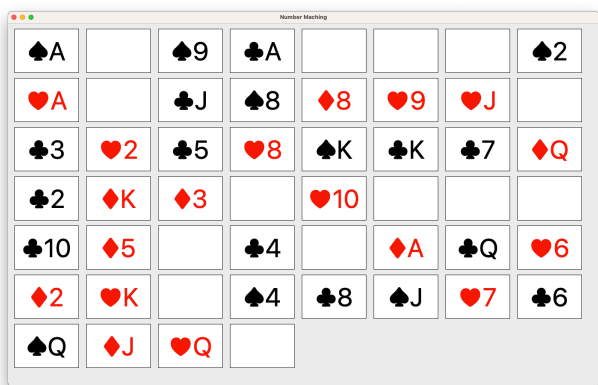 Number Maching
♠A ♠9 ♣A ♠2
♥A ♣J ♠8 ♦8 ♥9 ♥J
♣3 ♥2 ♣5 ♥8 ♠K ♣K ♣7 ♦Q
♣2 ♦K ♦3 ♥10
♣10 ♦5 ♣4 ♦A ♣Q ♥6
♦2 ♥K ♠4 ♣8 ♠J ♥7 ♣6
♠Q ♦J ♥Q